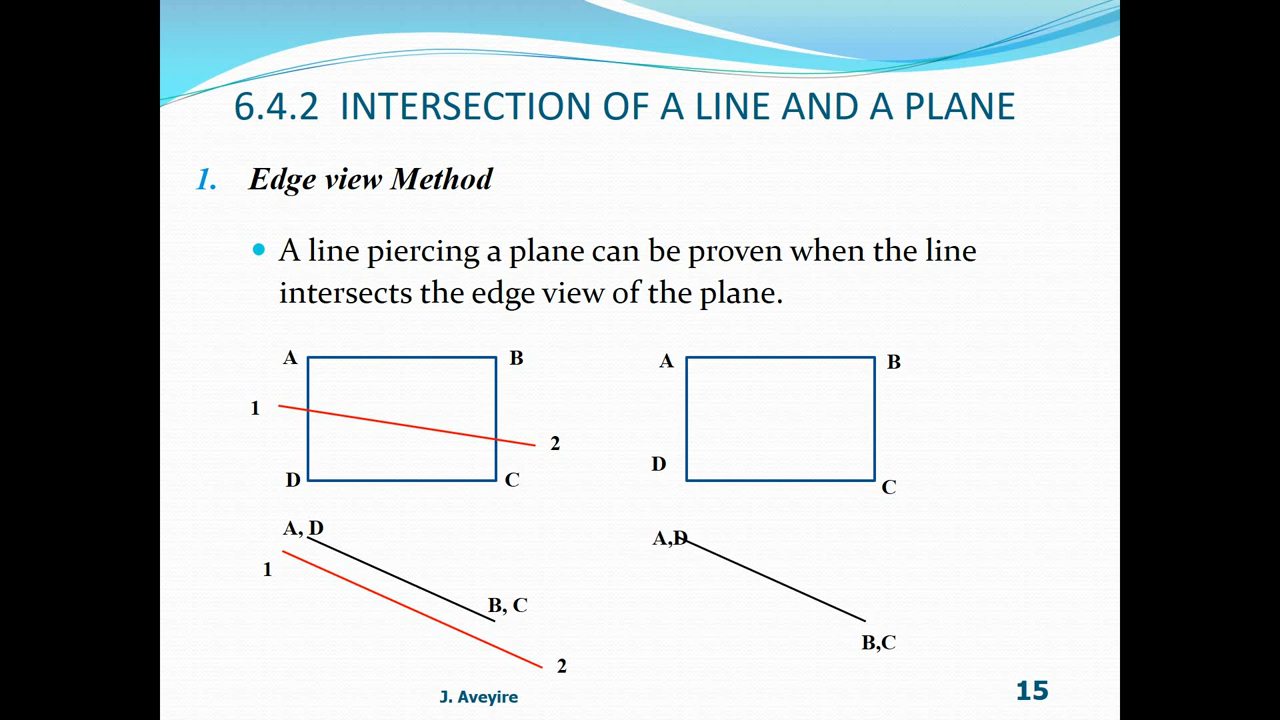 6.4.2 INTERSECTION OF A LINE AND A PLANE
1. Edge view Method
• A line piercing a plane can be proven when the line
intersects the edge view of the plane.
A B
1
2
D C
A, D
1
B, C
2
A B
D
C
A,D
B,C
J. Aveyire
15